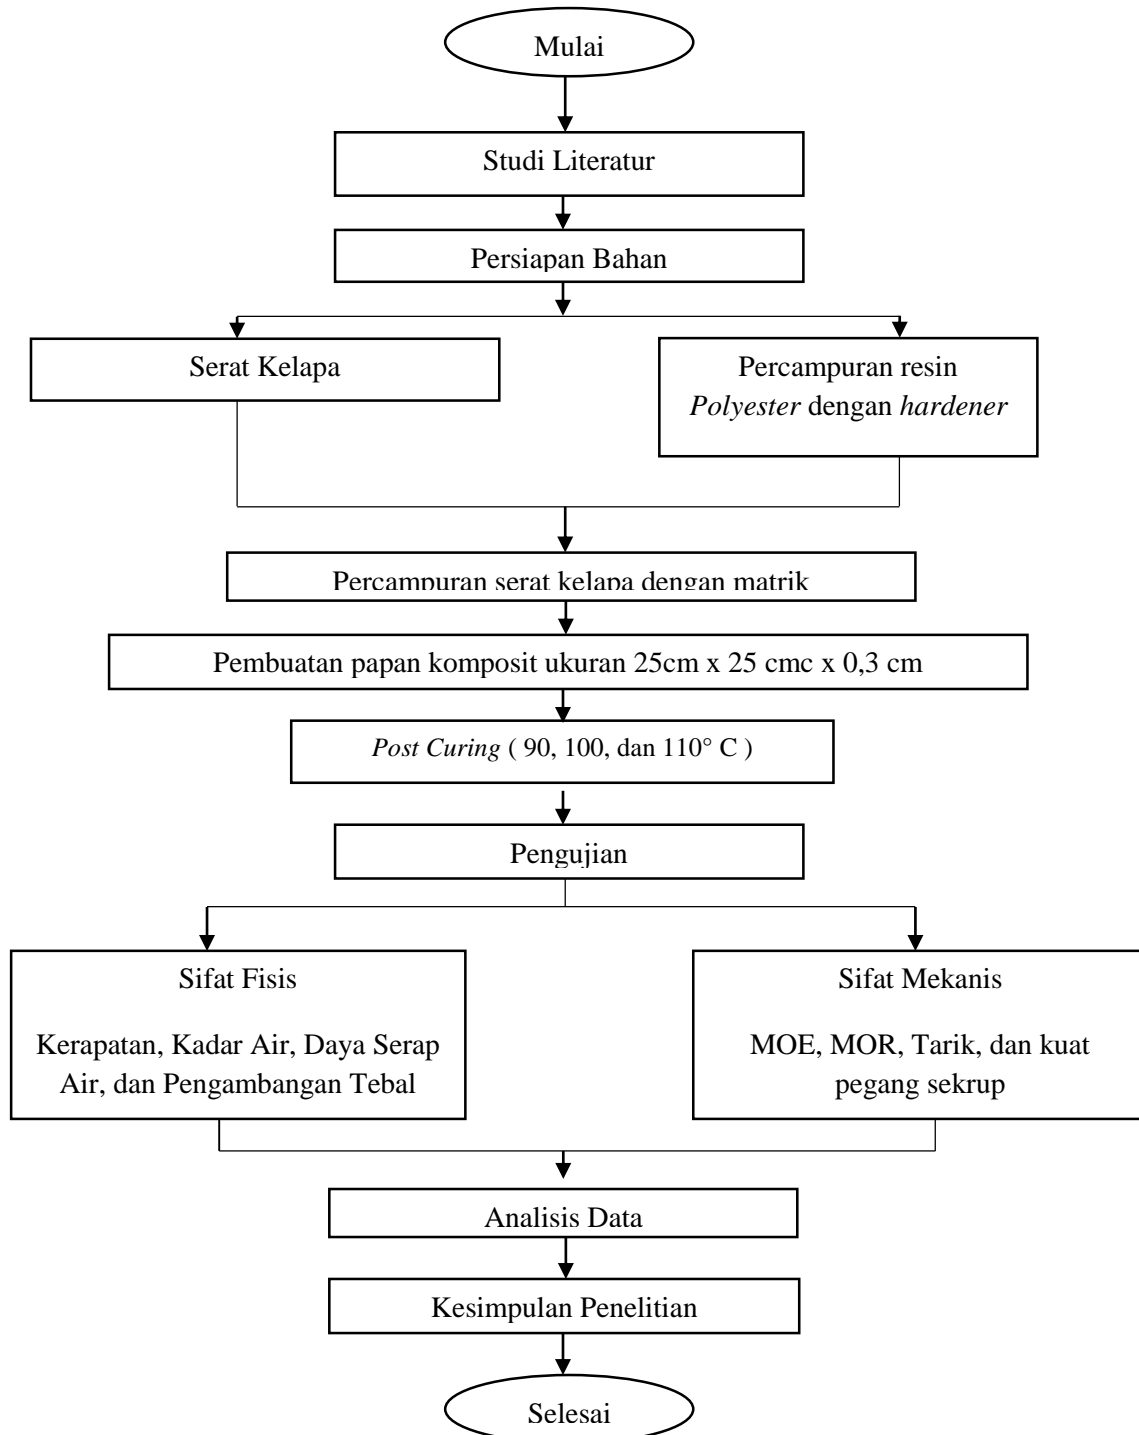 Mulai
Studi Literatur
Persiapan Bahan
Serat Kelapa
Percampuran resin
Polyester dengan hardener
Percampuran serat kelapa dengan matrik
Pembuatan papan komposit ukuran 25cm x 25 cmc x 0,3 cm
Post Curing ( 90, 100, dan 110° C )
Pengujian
Sifat Fisis
Kerapatan, Kadar Air, Daya Serap
Air, dan Pengambangan Tebal
Sifat Mekanis
MOE, MOR, Tarik, dan kuat
pegang sekrup
Analisis Data
Kesimpulan Penelitian
Selesai